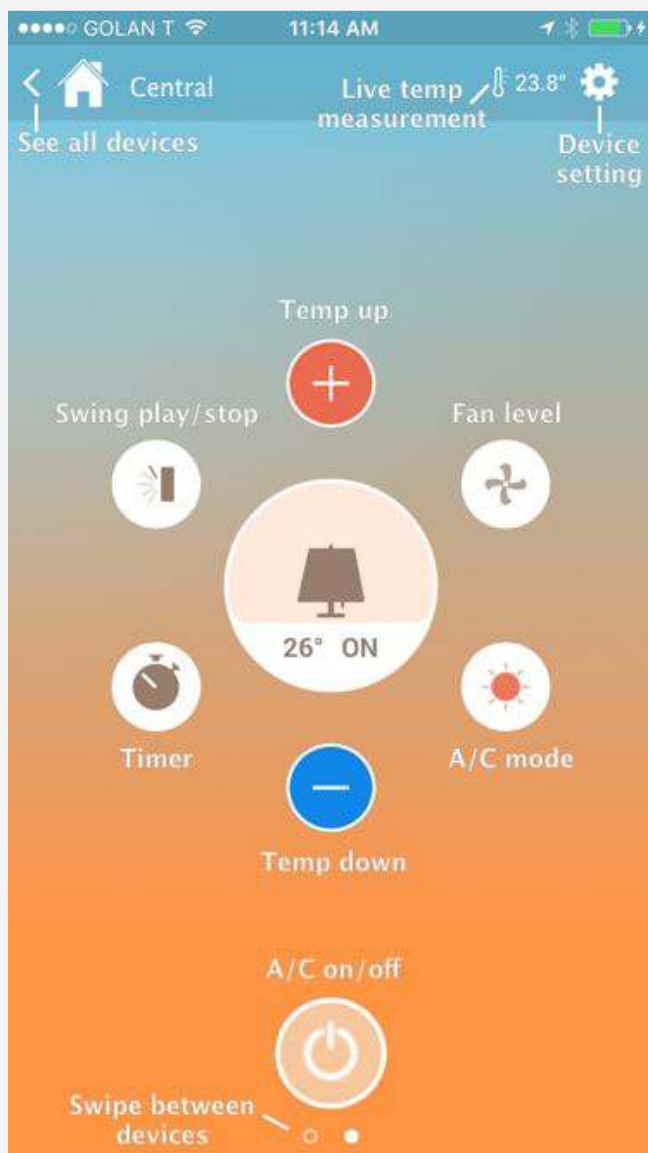 GOLAN T 11:14 AM
Central
Live temp 23.8°
measurement
See all devices
Device
setting
Temp up
Swing play/stop
Fan level
26° ON
Timer
A/C mode
Temp down
A/C on/off
Swipe between
devices